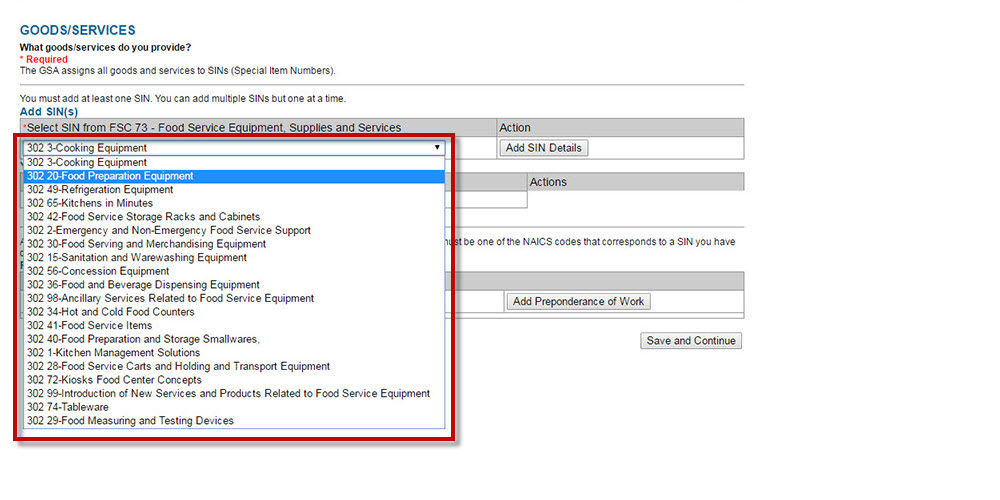 GOODS/SERVICES
What goods/services do you provide?
* Required
The GSA assigns all goods and services to SINs (Special Item Numbers).
You must add at least one SIN. You can add multiple SINs but one at a time.
Add SIN(s)
*Select SIN from FSC 73 - Food Service Equipment, Supplies and Services
Action
302 3-Cooking Equipment
Add SIN Details
302 3-Cooking Equipment
302 20-Food Preparation Equipment
Actions
302 49-Refrigeration Equipment
302 65-Kitchens in Minutes
302 42-Food Service Storage Racks and Cabinets
302 2-Emergency and Non-Emergency Food Service Support
302 30-Food Serving and Merchandising Equipment
must be one of the NAICS codes that corresponds to a SIN you have
302 15-Sanitation and Warewashing Equipment
302 56-Concession Equipment
302 36-Food and Beverage Dispensing Equipment
302 98-Ancillary Services Related to Food Service Equipment
Add Preponderance of Work
302 34-Hot and Cold Food Counters
302 41-Food Service Items
302 40-Food Preparation and Storage Smallwares,
Save and Continue
302 1-Kitchen Management Solutions
302 28-Food Service Carts and Holding and Transport Equipment
302 72-Kiosks Food Center Concepts
302 99-Introduction of New Services and Products Related to Food Service Equipment
302 74-Tableware
302 29-Food Measuring and Testing Devices